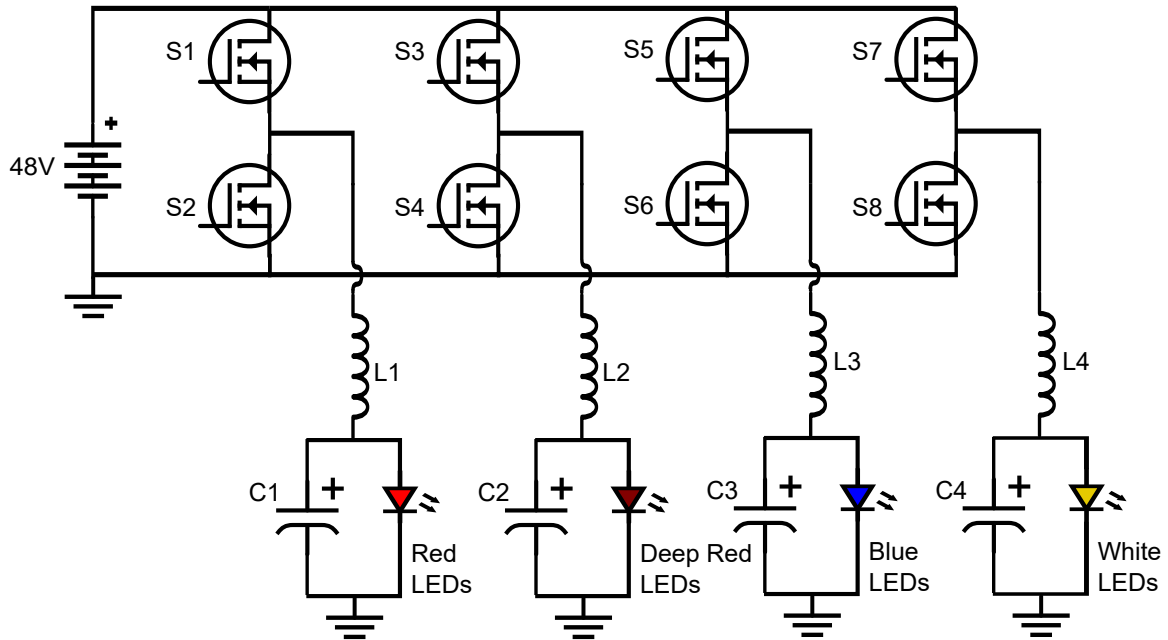 S1
S3
S5
S7
+
48V
S2
S4
S6
S8
L1
L2
L3
L4
C1
+
C2
+
C3
+
C4
+
Red
LEDs
Deep Red
LEDs
Blue
LEDs
White
LEDs